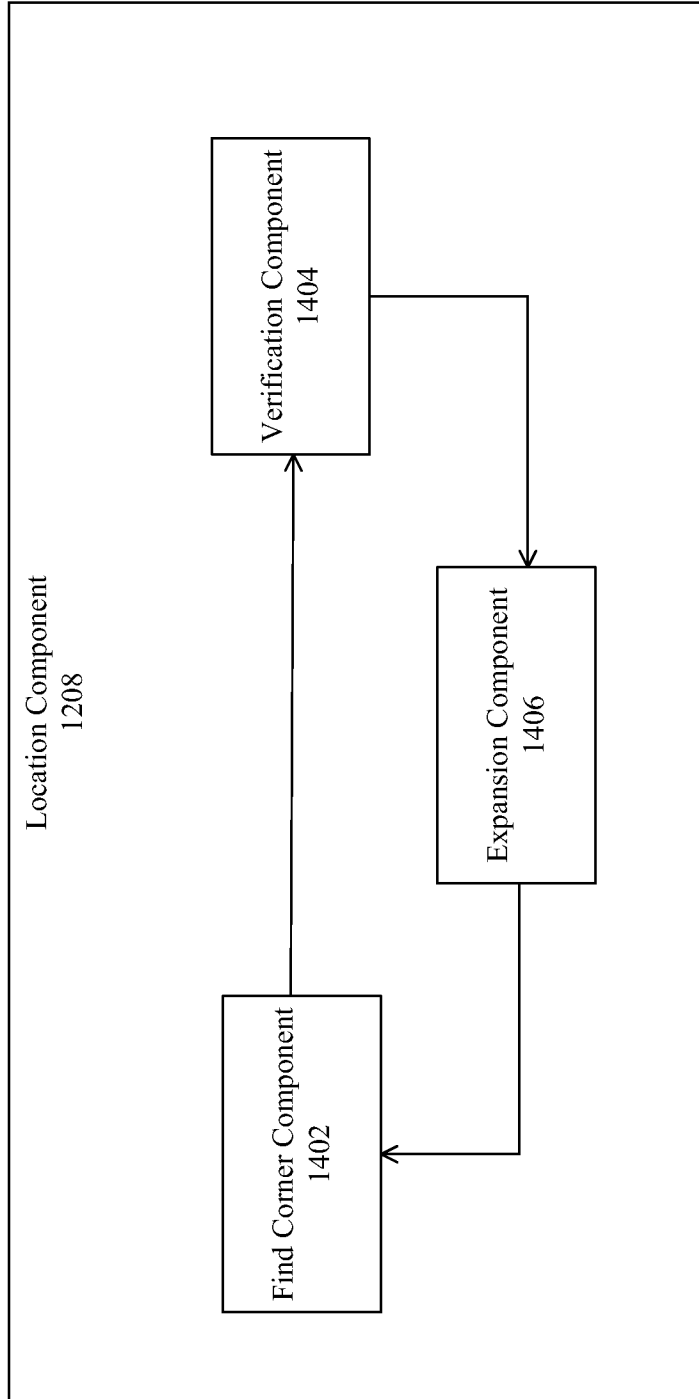 Location Component
1208
Find Corner Component
1402
Verification Component
1404
Expansion Component
1406